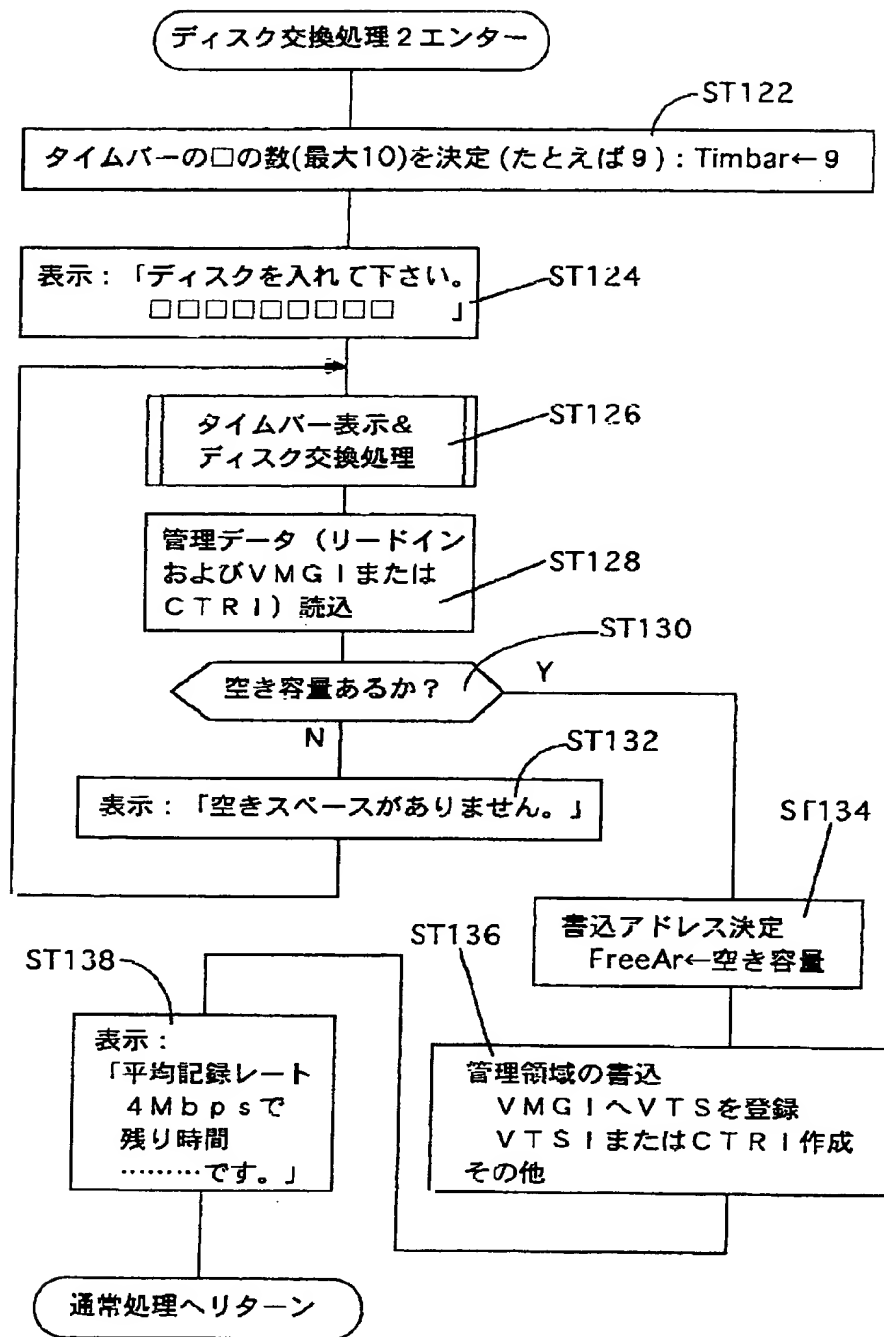 ディスク交換処理2エンター
ST122
タイムバーの□の数(最大10)を決定(たとえば9):Timbar←9
表示:「ディスクを入れて下さい。
□□□□□□□□□ 」
ST124
タイムバー表示&
ディスク交換処理
ST126
管理データ(リードイン
およびVMGIまたは
CTRI)読込
ST128
ST130
空き容量あるか?
Y
N
ST132
表示:「空きスペースがありません。」
ST134
書込アドレス決定
FreeAr←空き容量
ST136
管理領域の書込
VMGIへVTSを登録
VTSIまたはCTRI作成
その他
ST138
表示:
「平均記録レート
4Mbpsで
残り時間
………です。」
通常処理へリターン